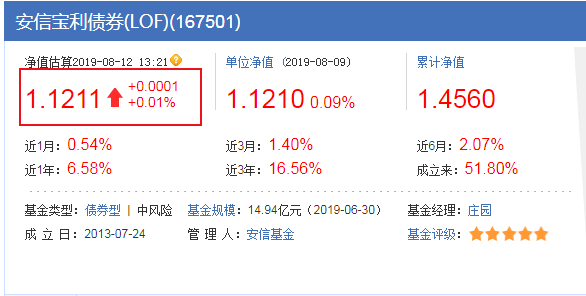 安信宝利债券(LOF)(167501)
净值估算2019-08-12 13:21 ? 单位净值 (2019-08-09) 累计净值
1.1211 +0.0001 +0.01% 1.1210 0.09% 1.4560
近1月：0.54% 近3月：1.40% 近6月：2.07%
近1年：6.58% 近3年：16.56% 成立来：51.80%
基金类型：债券型 | 中风险 基金规模：14.94亿元（2019-06-30） 基金经理：庄园
成 立 日：2013-07-24 管 理 人：安信基金 基金评级：